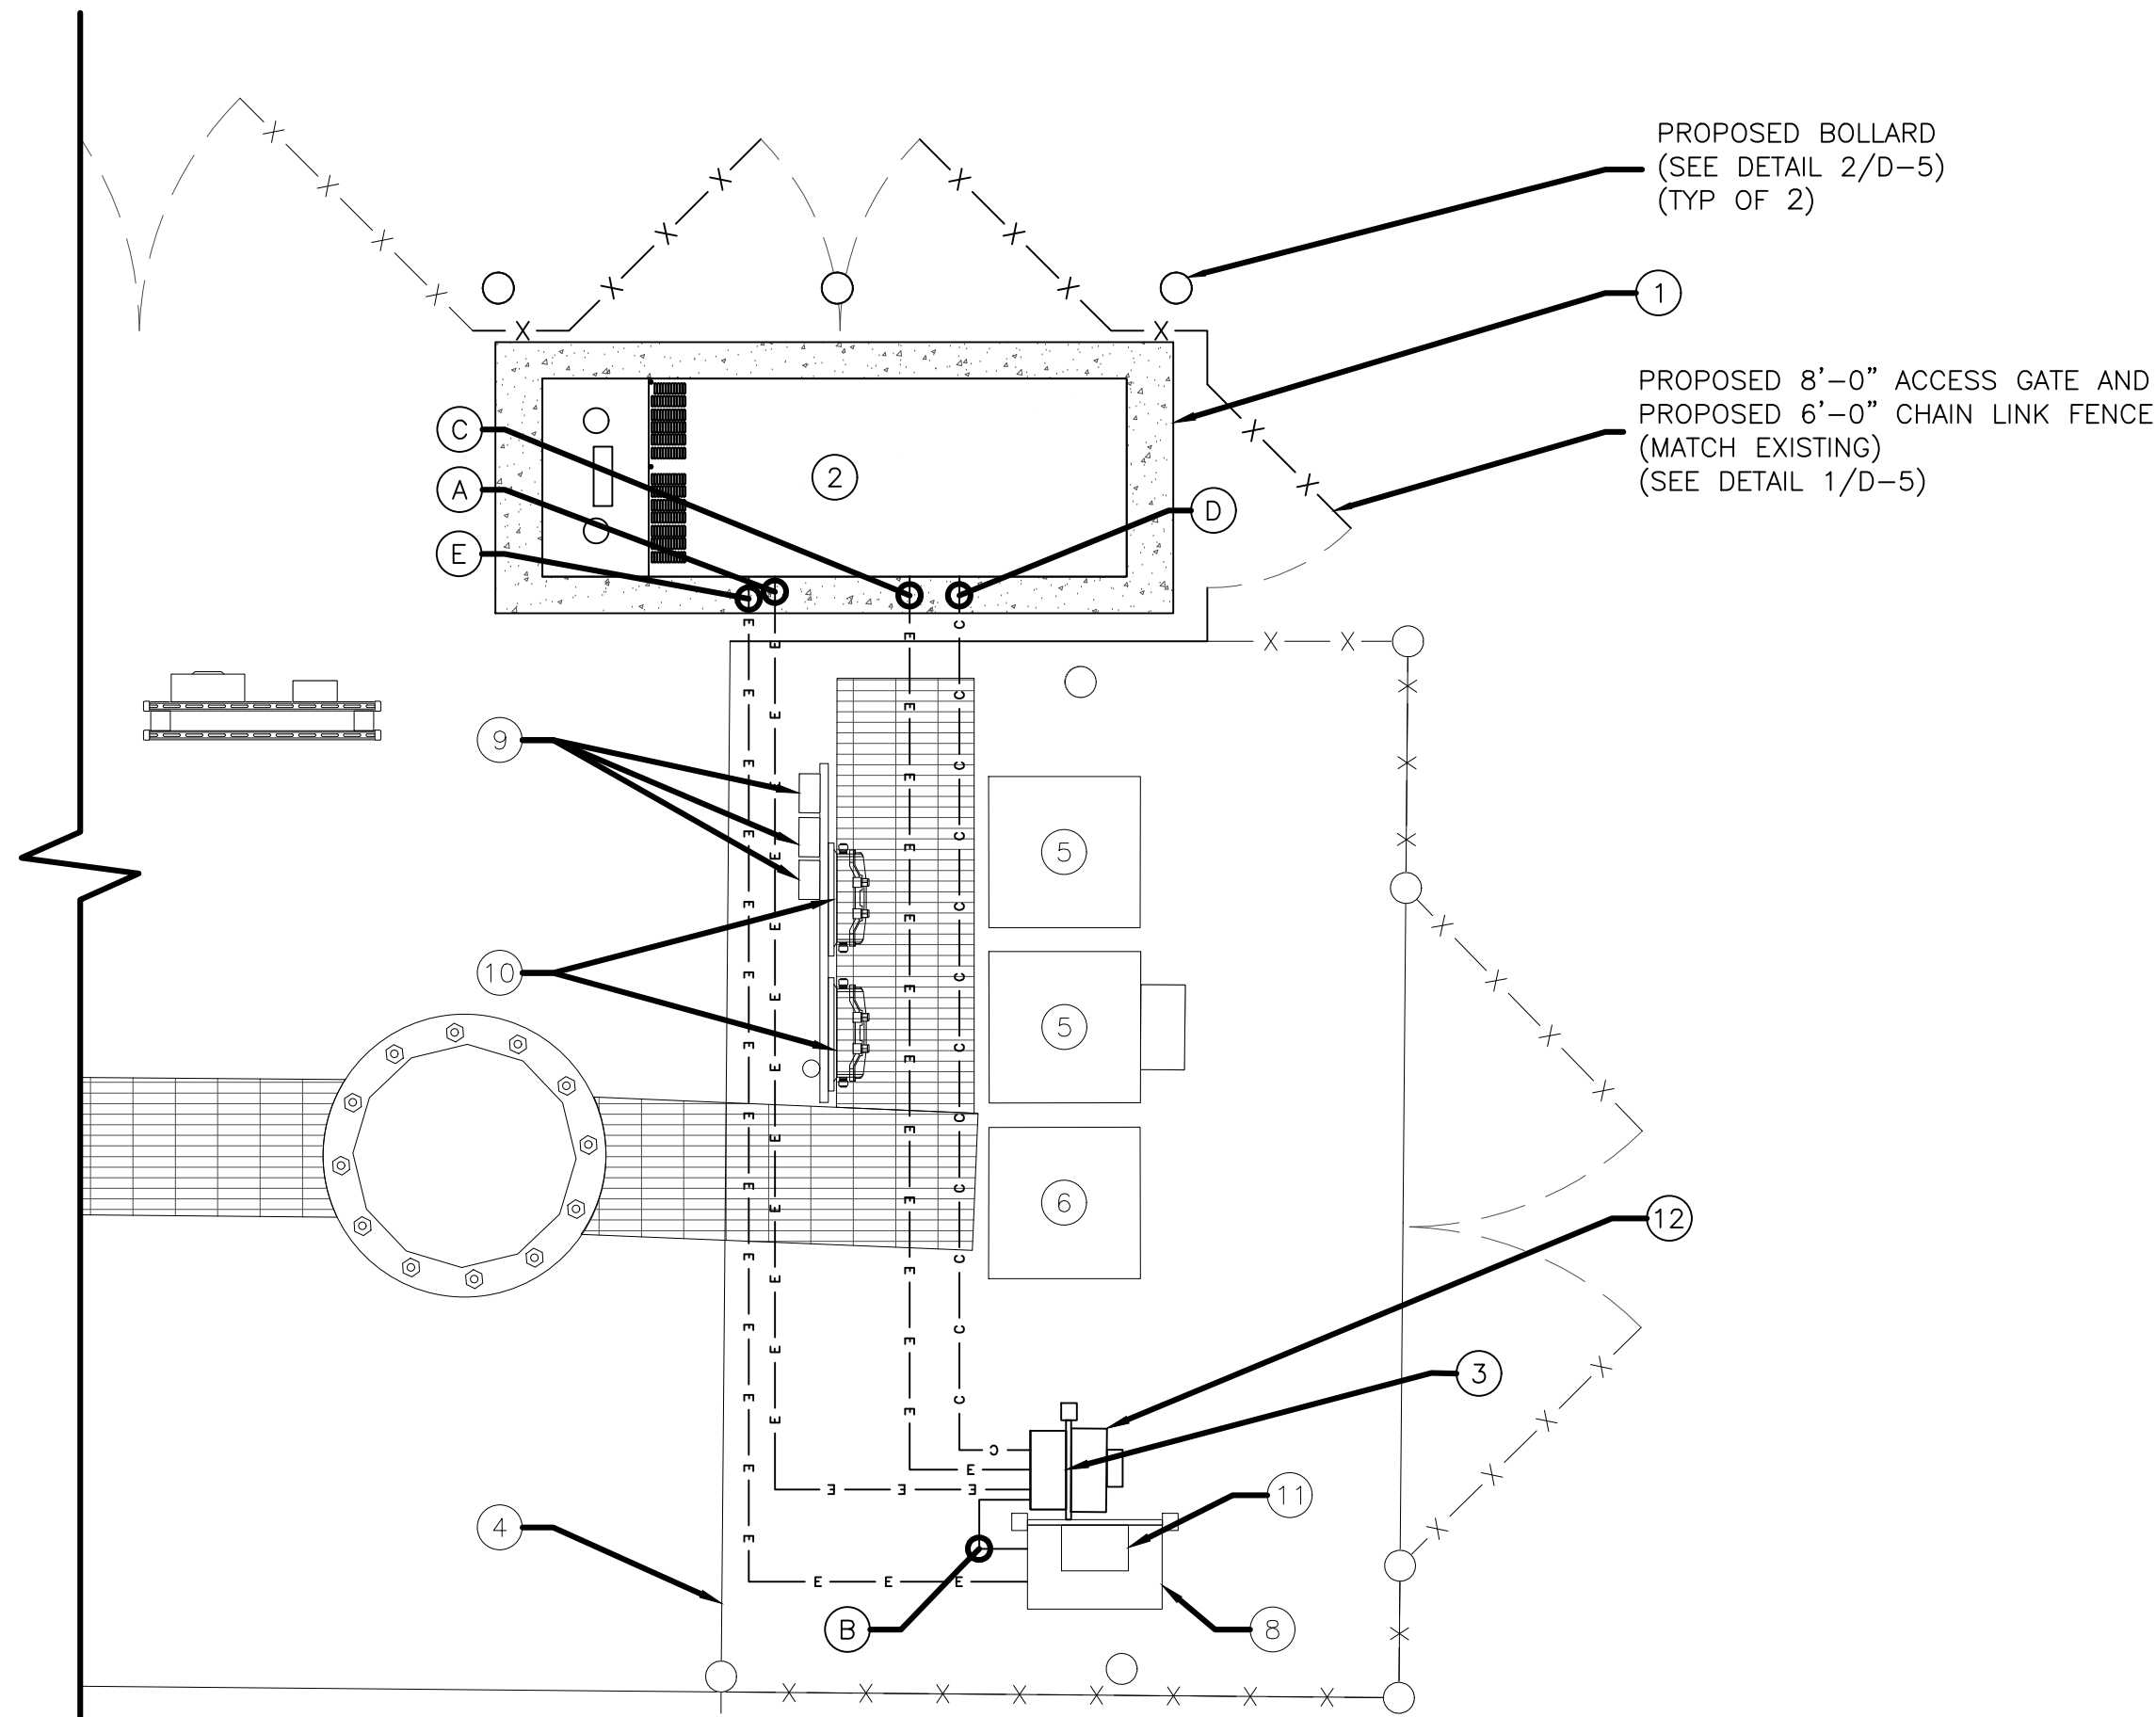 PROPOSED BOLLARD
(SEE DETAIL 2/D-5)
(TYP OF 2)
1
PROPOSED 8'-0" ACCESS GATE AND
PROPOSED 6'-0" CHAIN LINK FENCE
(MATCH EXISTING)
(SEE DETAIL 1/D-5)
C
2
A
D
E
9
5
10
5
6
12
3
11
4
B
8